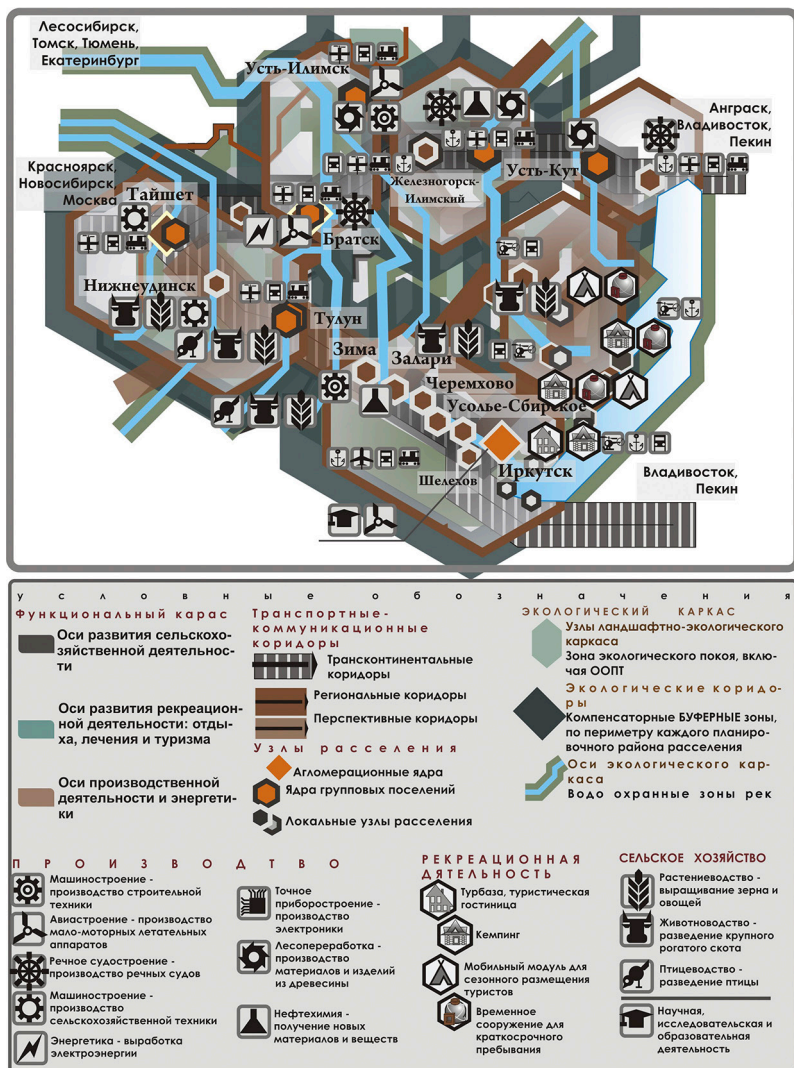 Лесосибирск,
Томск, Тюмень,
Екатеринбург
Усть-Илимск
Анграск,
Владивосток,
Пекин
Красноярск,
Новосибирск,
Москва
Тайшет
Железногорск-
Илимский
Усть-Кут
Братск
Нижнеудинск
Тулун
Зима
Залари
Черемхово
Усолье-Сбирское
Иркутск
Шелехов
Владивосток,
Пекин
условные обозначения
Функциональный карас
Оси развития сельскохо-
зяйственной деятельнос-
ти
Оси развития рекреацион-
ной деятельности: отды-
ха, лечения и туризма
Оси производственной
деятельности и энергети-
ки
Транспортные-
коммуникационные
коридоры
Трансконтинентальные
коридоры
Региональные коридоры
Перспективные коридоры
Узлы расселения
Агломерационные ядра
Ядра групповых поселений
Локальные узлы расселения
ЭКОЛОГИЧЕСКИЙ КАРКАС
Узлы ландшафтно-экологического
каркаса
Зона экологического покоя, вклю-
чая ООПТ
Экологические коридо-
ры
Компенсаторные БУФЕРНЫЕ зоны,
по периметру каждого планиро-
вочного района расселения
Оси экологического кар-
каса
Водо охранные зоны рек
ПРОИЗВОДТВО
Машиностроение -
производство строительной
техники
Авиастроение - производство
мало-моторных летательных
аппаратов
Речное судостроение -
производство речных судов
Машиностроение -
производство
сельскохозяйственной техники
Энергетика - выработка
электроэнергии
Точное
приборостроение -
производство
электроники
Лесопереработка -
производство
материалов и изделий
из древесины
Нефтехимия -
получение новых
материалов и веществ
РЕКРЕАЦИОННАЯ
ДЯТЕЛЬНОСТЬ
Турбаза, туристическая
гостиница
Кемпинг
Мобильный модуль для
сезонного размещения
туристов
Временное
сооружение для
краткосрочного
пребывания
СЕЛЬСКОЕ ХОЗЯЙСТВО
Растениеводство -
выращивание зерна и
овощей
Животноводство -
разведение крупного
рогатого скота
Птицеводство -
разведение птицы
Научная,
исследовательская и
образовательная
деятельность